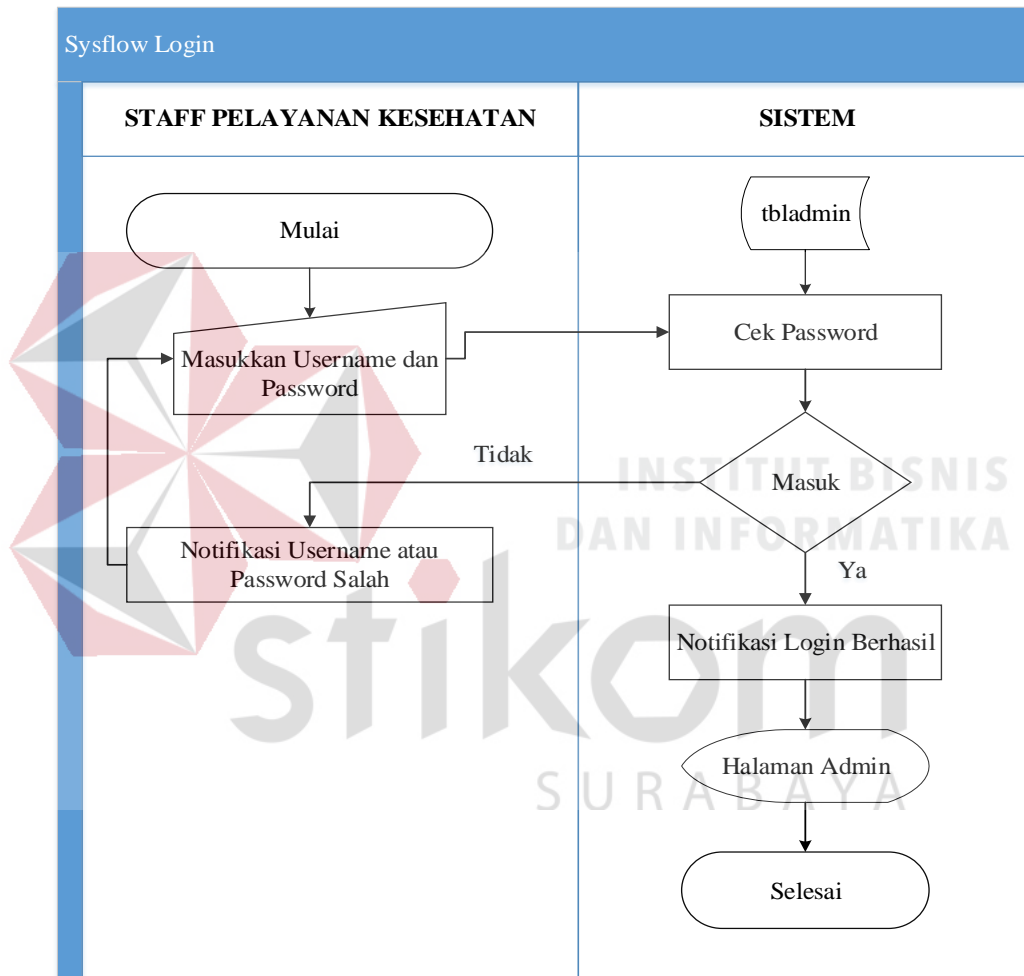 Sysflow Login
STAFF PELAYANAN KESEHATAN
SISTEM
Mulai
tbladmin
Masukkan Username dan
Password
Cek Password
Tidak
Masuk
Notifikasi Username atau
Password Salah
Ya
Notifikasi Login Berhasil
Halaman Admin
Selesai
INSTITUT BISNIS
DAN INFORMATIKA
stikom
SURABAYA